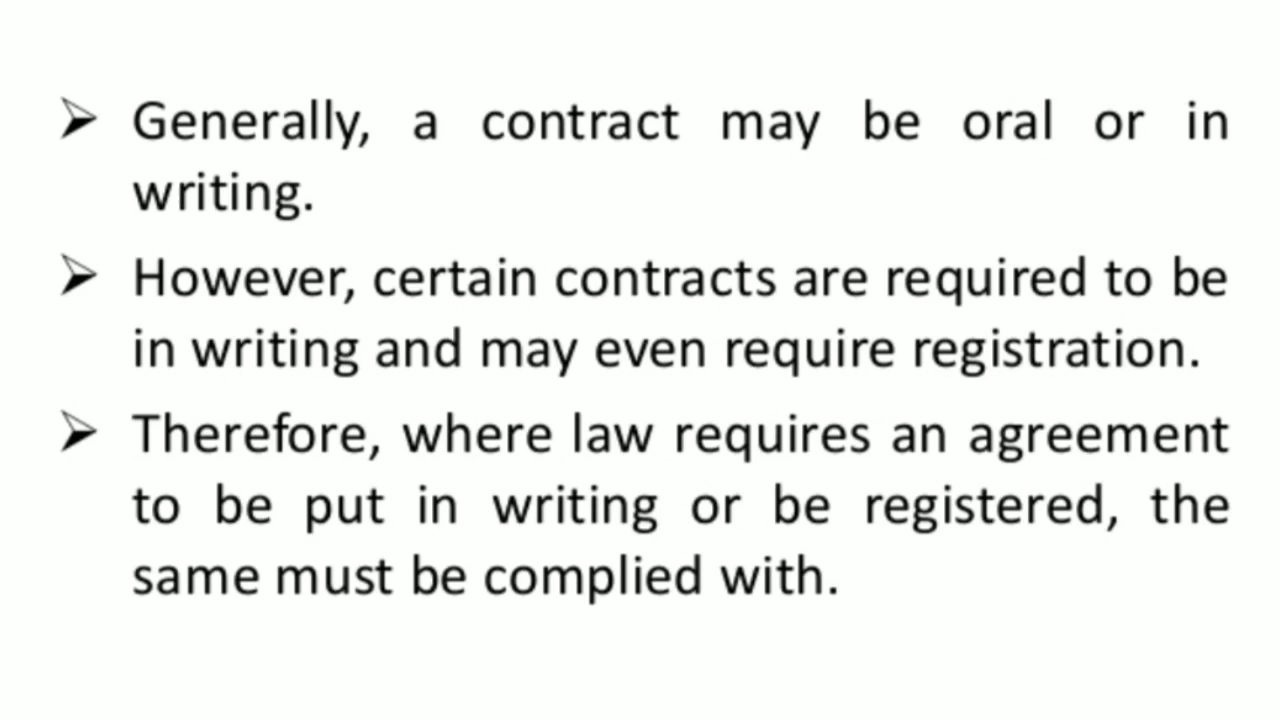 ➢ Generally, a contract may be oral or in
writing.
➢ However, certain contracts are required to be
in writing and may even require registration.
➢ Therefore, where law requires an agreement
to be put in writing or be registered, the
same must be complied with.